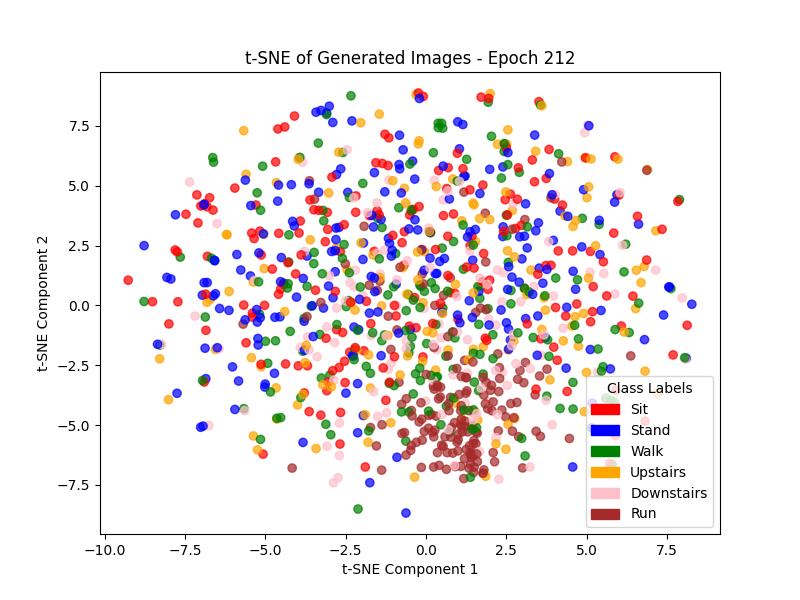 t-SNE of Generated Images - Epoch 212
t-SNE Component 2
7.5
5.0
2.5
0.0
−2.5
−5.0
−7.5
Class Labels
Sit
Stand
Walk
Upstairs
Downstairs
Run
−10.0 −7.5 −5.0 −2.5 0.0 2.5 5.0 7.5
t-SNE Component 1